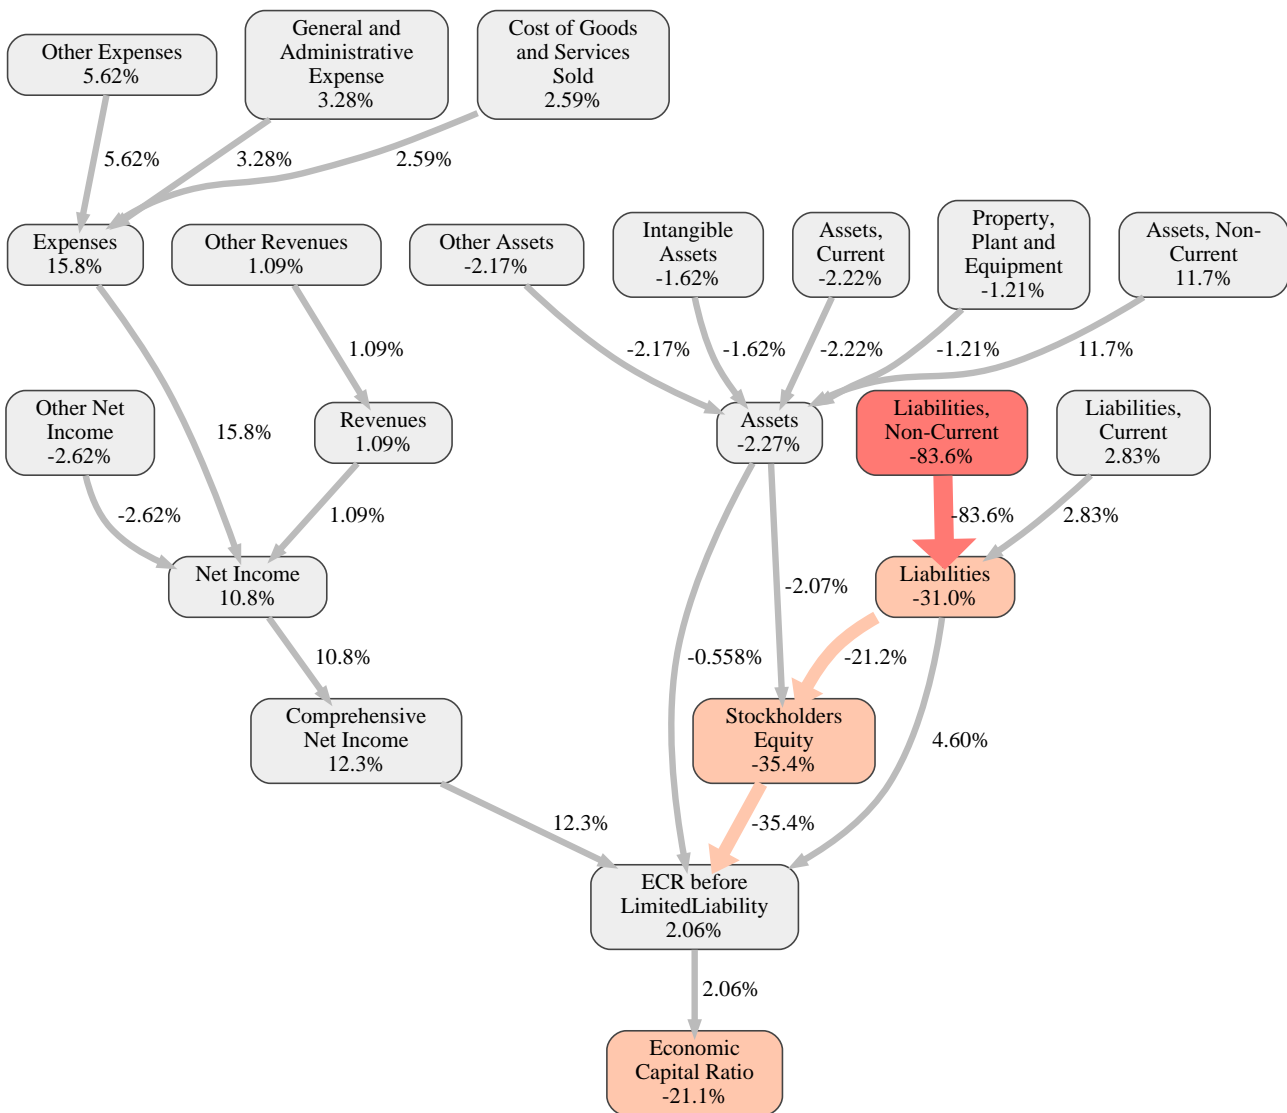 Other Expenses
5.62%
General and
Administrative
Expense
3.28%
Cost of Goods
and Services
Sold
2.59%
5.62%
3.28%
2.59%
Expenses
15.8%
Other Revenues
1.09%
Other Assets
-2.17%
Intangible
Assets
-1.62%
Assets,
Current
-2.22%
Property,
Plant and
Equipment
-1.21%
Assets, Non-
Current
11.7%
1.09%
-2.17%
-1.62%
-2.22%
-1.21%
11.7%
Other Net
Income
-2.62%
15.8%
Revenues
1.09%
Assets
-2.27%
Liabilities,
Non-Current
-83.6%
Liabilities,
Current
2.83%
-2.62%
1.09%
-83.6%
2.83%
Net Income
10.8%
-2.07%
Liabilities
-31.0%
10.8%
-0.558%
-21.2%
Comprehensive
Net Income
12.3%
Stockholders
Equity
-35.4%
4.60%
12.3%
-35.4%
ECR before
LimitedLiability
2.06%
2.06%
Economic
Capital Ratio
-21.1%